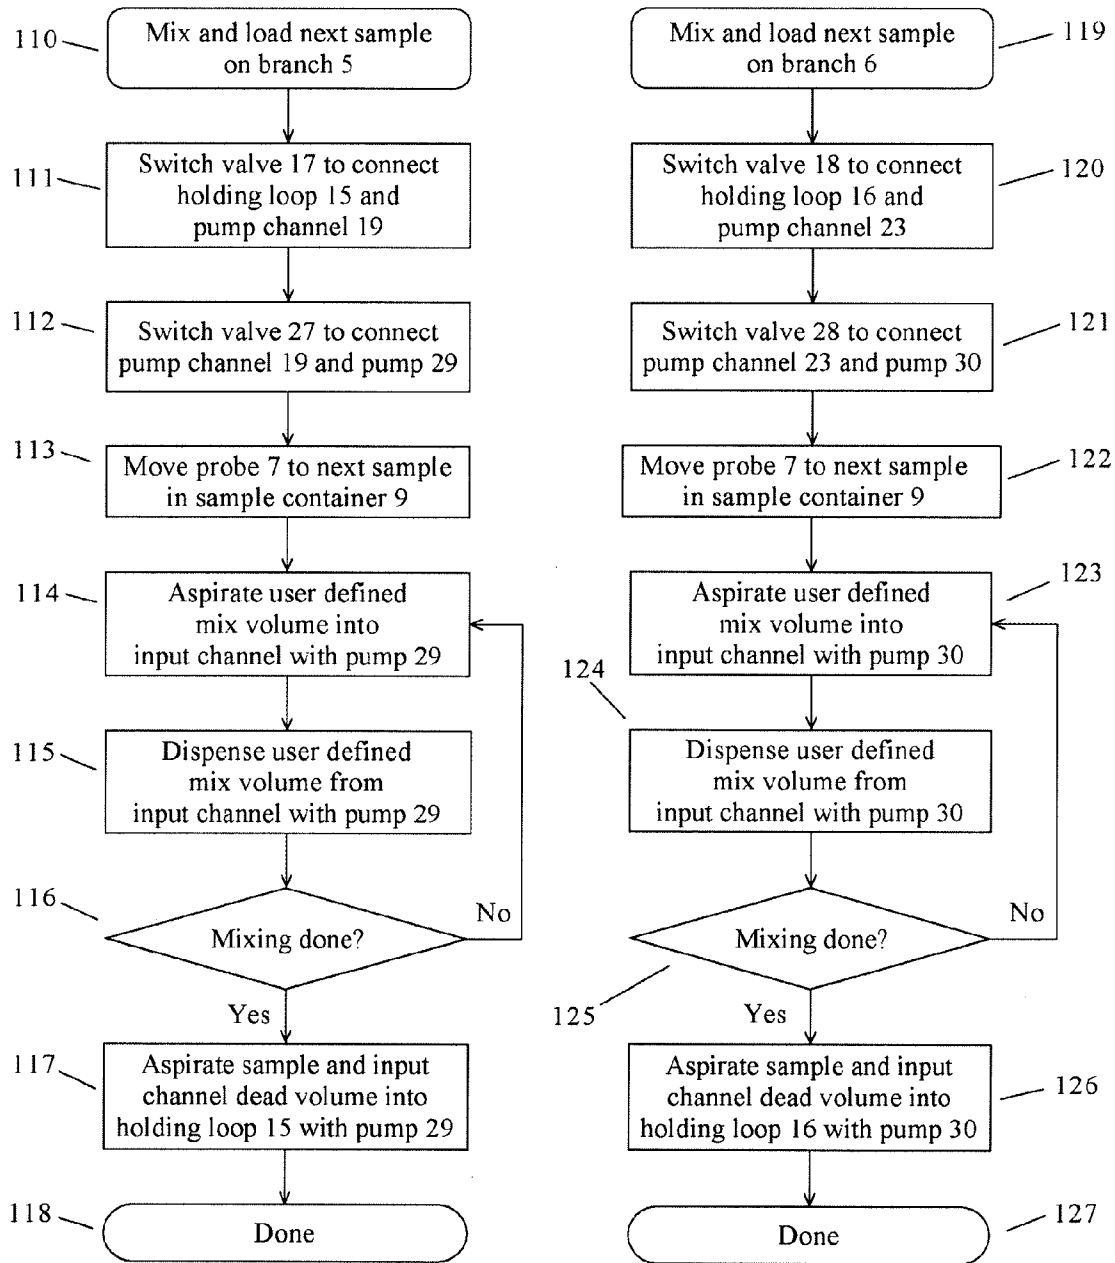 110
Mix and load next sample
on branch 5
111
Switch valve 17 to connect
holding loop 15 and
pump channel 19
112
Switch valve 27 to connect
pump channel 19 and pump 29
113
Move probe 7 to next sample
in sample container 9
114
Aspirate user defined
mix volume into
input channel with pump 29
115
Dispense user defined
mix volume from
input channel with pump 29
116
Mixing done?
No
Yes
117
Aspirate sample and input
channel dead volume into
holding loop 15 with pump 29
118
Done
119
Mix and load next sample
on branch 6
120
Switch valve 18 to connect
holding loop 16 and
pump channel 23
121
Switch valve 28 to connect
pump channel 23 and pump 30
122
Move probe 7 to next sample
in sample container 9
123
Aspirate user defined
mix volume into
input channel with pump 30
124
Dispense user defined
mix volume from
input channel with pump 30
125
Mixing done?
No
Yes
126
Aspirate sample and input
channel dead volume into
holding loop 16 with pump 30
127
Done